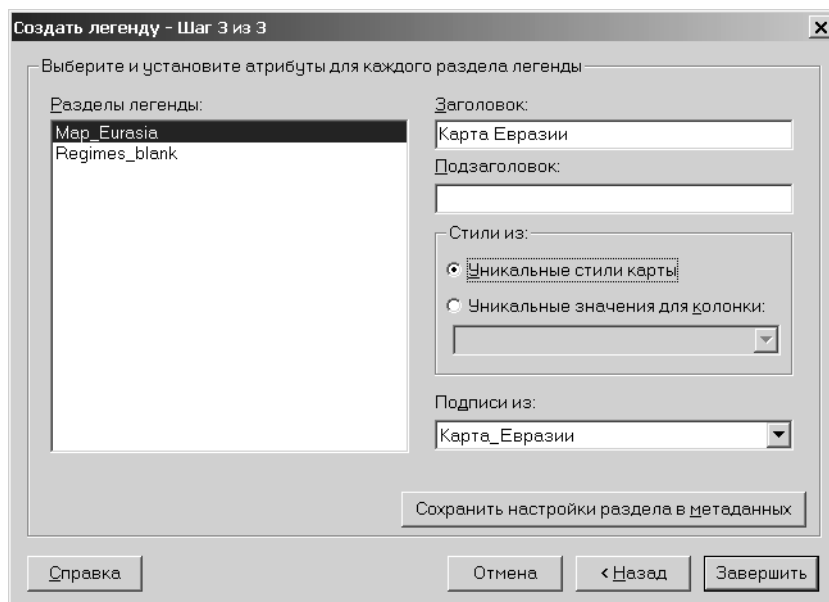 Создать легенду - Шаг 3 из 3
Выберите и установите атрибуты для каждого раздела легенды
Разделы легенды:
Map_Eurasia
Regimes_blank
Заголовок:
Карта Евразии
Подзаголовок:
Стили из:
Уникальные стили карты
Уникальные значения для колонки:
Подписи из:
Карта_Евразии
Сохранить настройки раздела в метаданных
Справка
Отмена
< Назад
Завершить